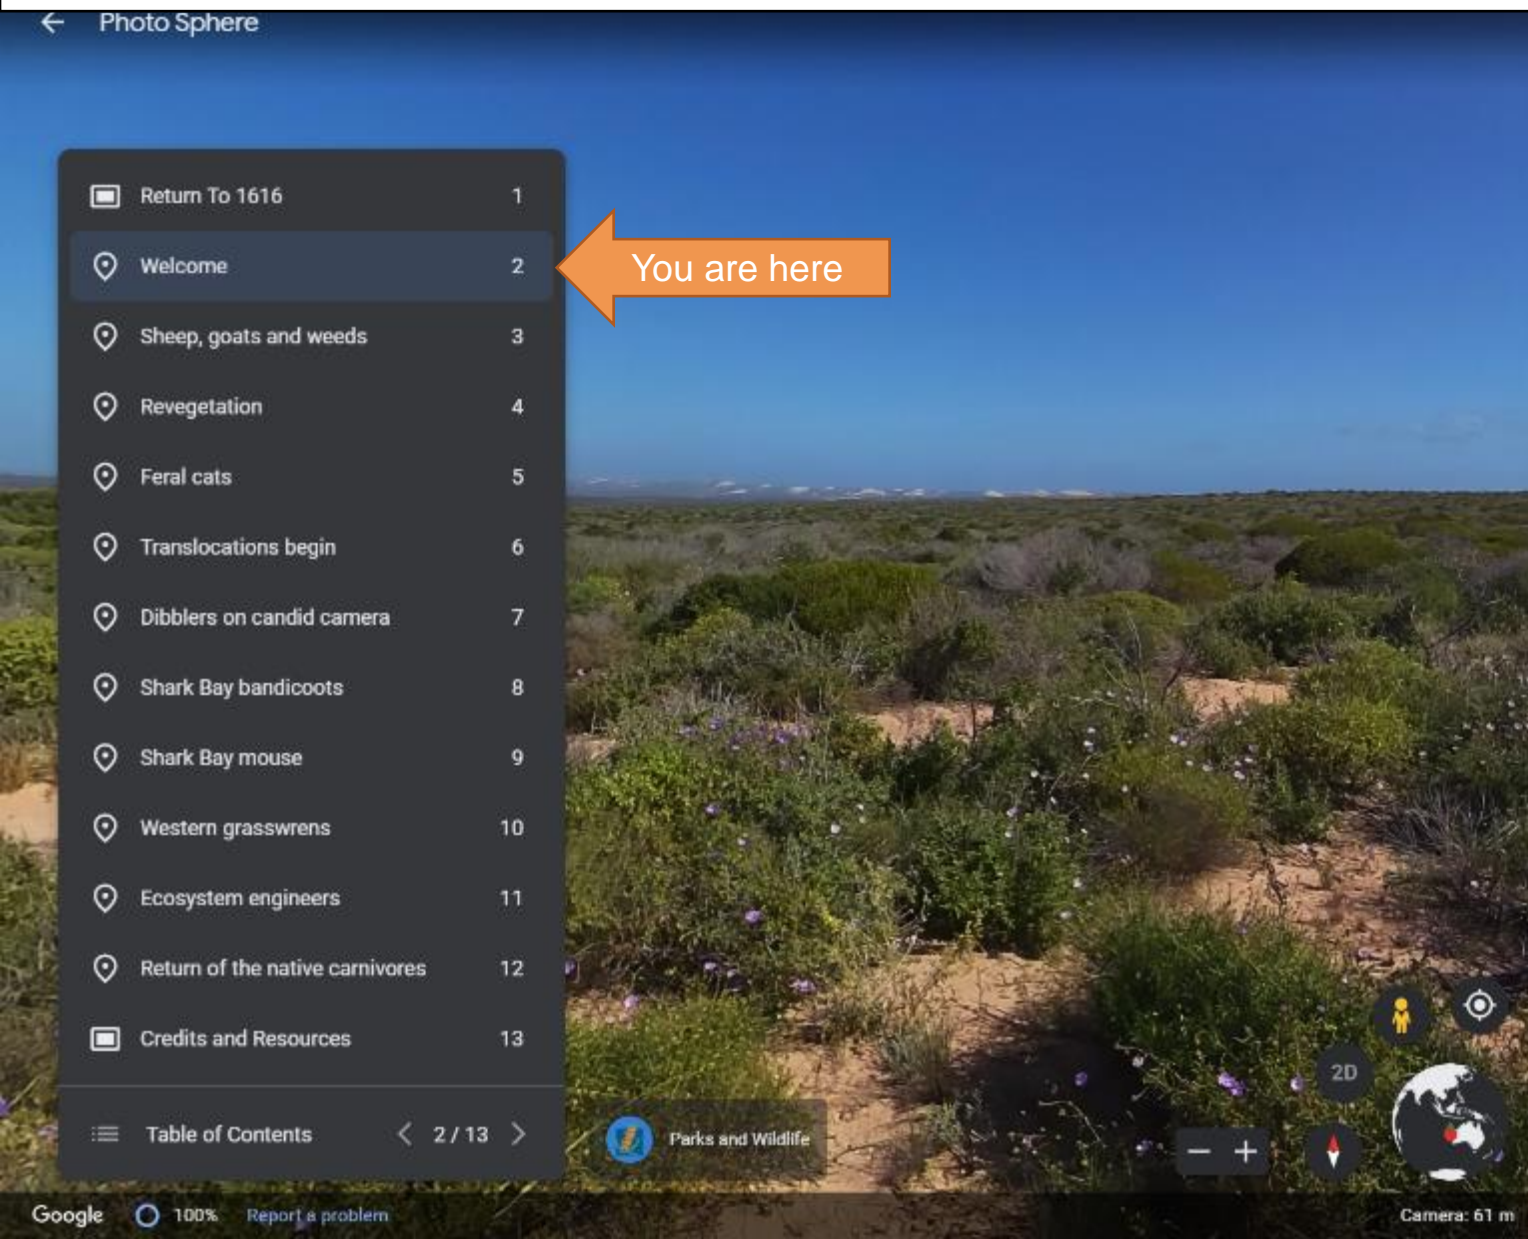 Photo Sphere
Return To 1616 1
Welcome 2
You are here
Sheep, goats and weeds 3
Revegetation 4
Feral cats 5
Translocations begin 6
Dibblers on candid camera 7
Shark Bay bandicoots 8
Shark Bay mouse 9
Western grasswrens 10
Ecosystem engineers 11
Return of the native carnivores 12
Credits and Resources 13
Table of Contents 2 / 13
Parks and Wildlife
2D
Google 100% Report a problem
Camera: 61 m